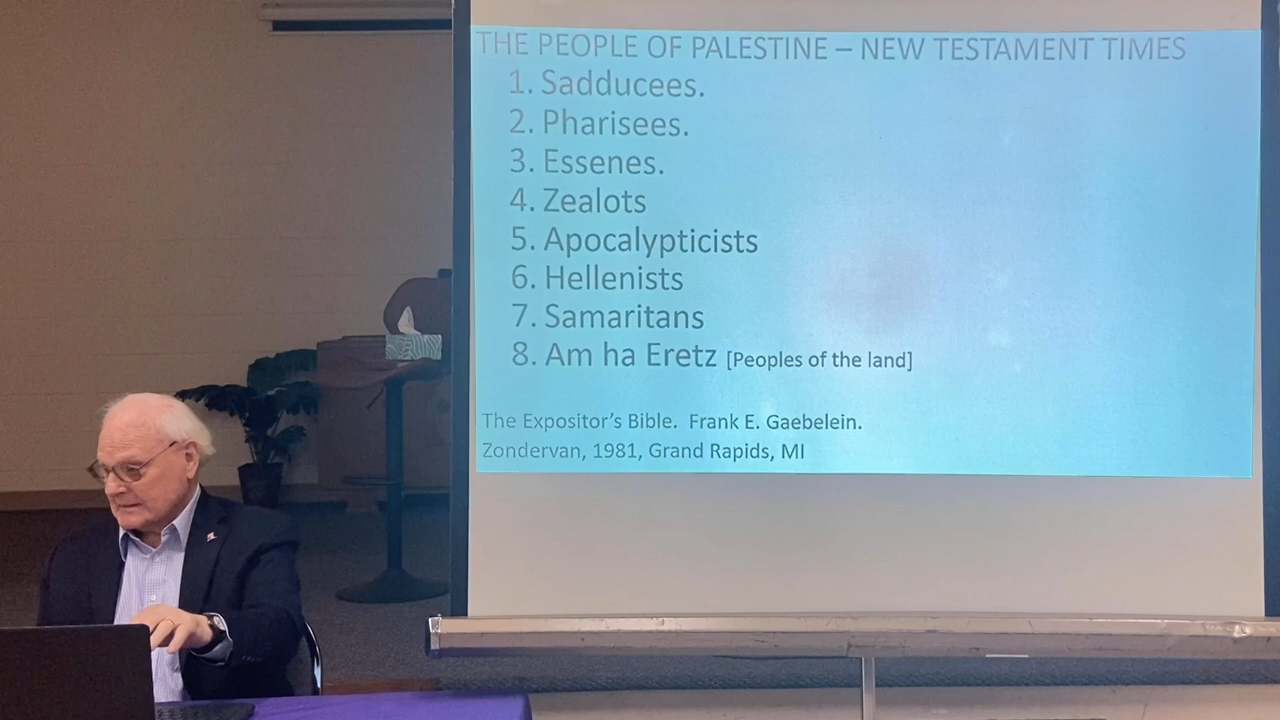 THE PEOPLE OF PALESTINE – NEW TESTAMENT TIMES
1. Sadducees.
2. Pharisees.
3. Essenes.
4. Zealots
5. Apocalypticists
6. Hellenists
7. Samaritans
8. Am ha Eretz [Peoples of the land]
The Expositor's Bible. Frank E. Gaebelein.
Zondervan, 1981, Grand Rapids, MI